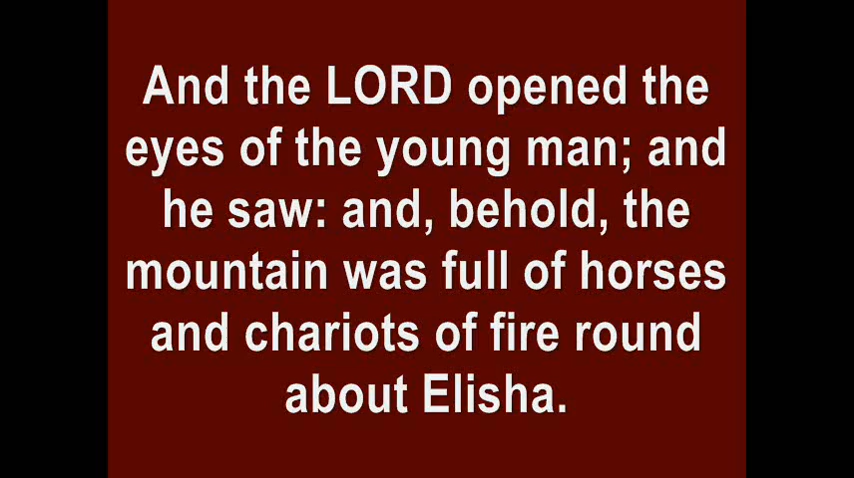 And the LORD opened the
eyes of the young man; and
he saw: and, behold, the
mountain was full of horses
and chariots of fire round
about Elisha.